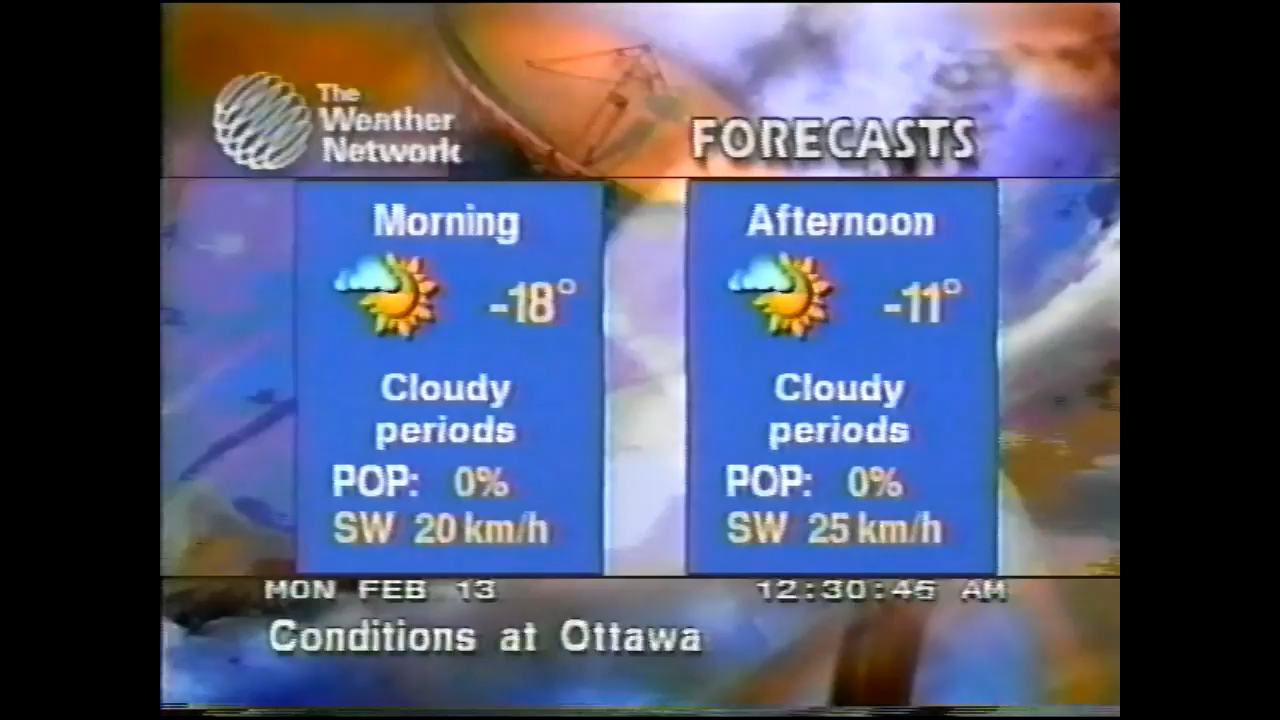 The
Weather
Network
FORECASTS
Morning
-18°
Cloudy
periods
POP: 0%
SW 20 km/h
Afternoon
-11°
Cloudy
periods
POP: 0%
SW 25 km/h
MON FEB 13 12:30:46 AM
Conditions at Ottawa